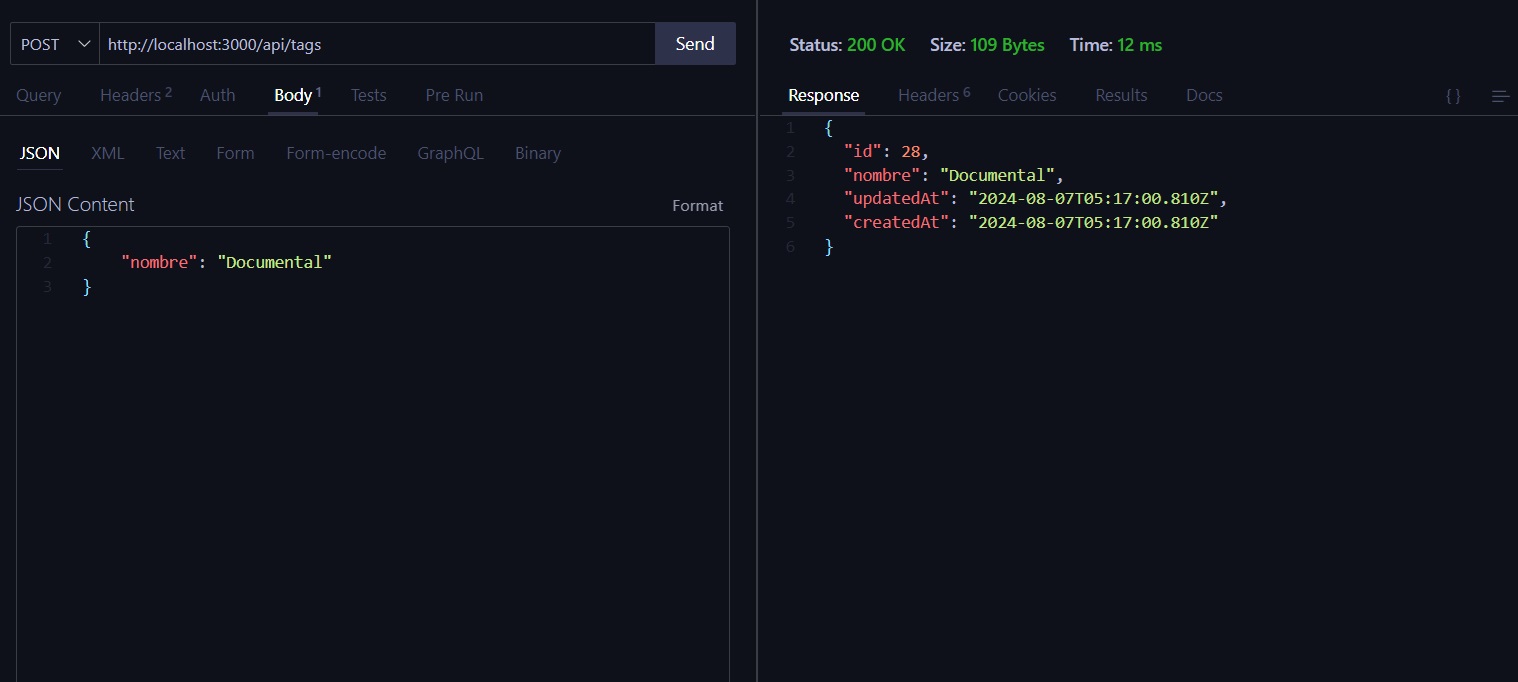 POST http://localhost:3000/api/tags Send
Query Headers 2 Auth Body 1 Tests Pre Run
JSON XML Text Form Form-encode GraphQL Binary
JSON Content Format
1 {
2 "nombre": "Documental"
3 }
Status: 200 OK Size: 109 Bytes Time: 12 ms
Response Headers 6 Cookies Results Docs { }
1 {
2 "id": 28,
3 "nombre": "Documental",
4 "updatedAt": "2024-08-07T05:17:00.810Z",
5 "createdAt": "2024-08-07T05:17:00.810Z"
6 }